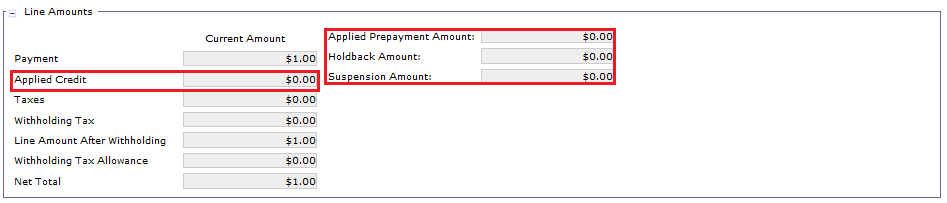 Line Amounts
Current Amount
Applied Prepayment Amount: $0.00
Payment $1.00
Holdback Amount: $0.00
Applied Credit $0.00
Suspension Amount: $0.00
Taxes $0.00
Withholding Tax $0.00
Line Amount After Withholding $1.00
Withholding Tax Allowance $0.00
Net Total $1.00